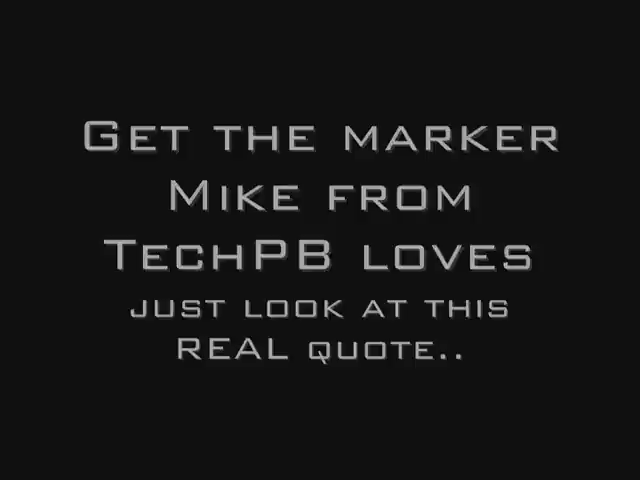 Get the marker
Mike from
TechPB loves
just look at this
REAL quote..